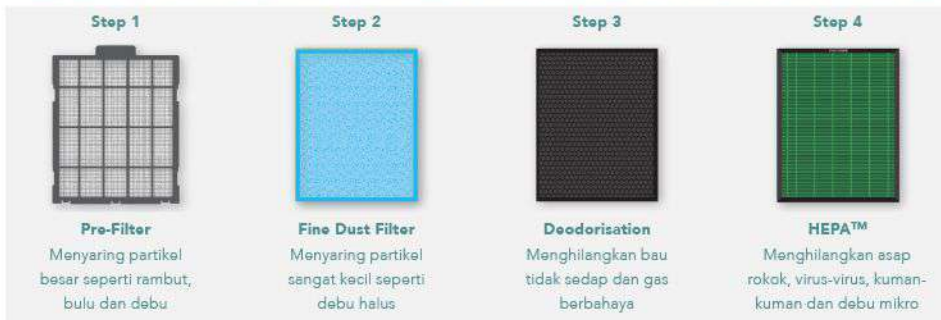 Step 1
Step 2
Step 3
Step 4
Pre-Filter
Menyaring partikel
besar seperti rambut,
bulu dan debu
Fine Dust Filter
Menyaring partikel
sangat kecil seperti
debu halus
Deodorisation
Menghilangkan bau
tidak sedap dan gas
berbahaya
HEPA™
Menghilangkan asap
rokok, virus-virus, kuman-
kuman dan debu mikro